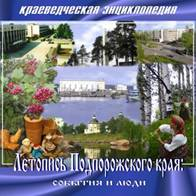 КРАЕВЕДЧЕСКАЯ ЭНЦИКЛОПЕДИЯ
Летопись Подпорожского края:
СОБЫТИЯ И ЛЮДИ